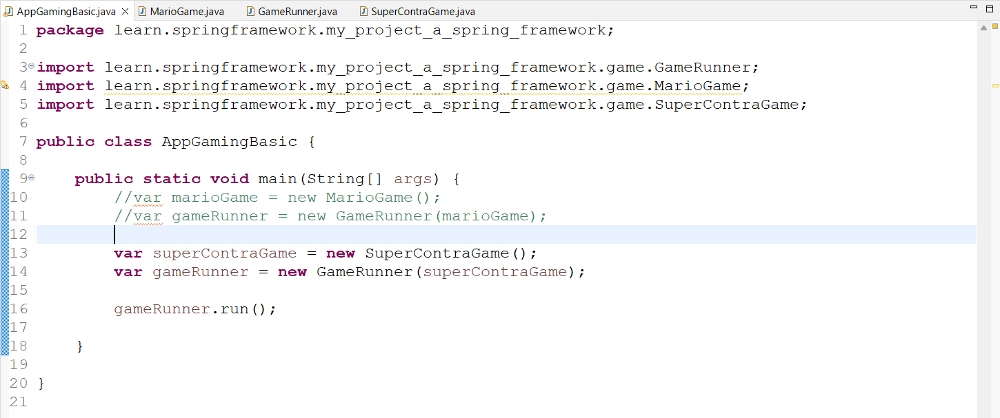 AppGamingBasic.java MarioGame.java GameRunner.java SuperContraGame.java
1 package learn.springframework.my_project_a_spring_framework;
2
3 import learn.springframework.my_project_a_spring_framework.game.GameRunner;
4 import learn.springframework.my_project_a_spring_framework.game.MarioGame;
5 import learn.springframework.my_project_a_spring_framework.game.SuperContraGame;
6
7 public class AppGamingBasic {
8
9     public static void main(String[] args) {
10         //var marioGame = new MarioGame();
11         //var gameRunner = new GameRunner(marioGame);
12
13         var superContraGame = new SuperContraGame();
14         var gameRunner = new GameRunner(superContraGame);
15
16         gameRunner.run();
17
18     }
19
20 }
21